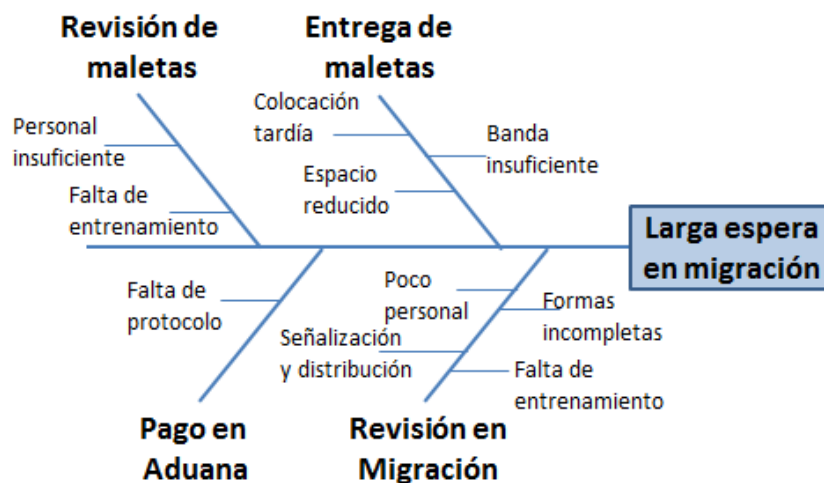 Revisión de
maletas
Entrega de
maletas
Personal
insuficiente
Falta de
entrenamiento
Colocación
tardía
Espacio
reducido
Banda
insuficiente
Larga espera
en migración
Falta de
protocolo
Poco
personal
Señalización
y distribución
Formas
incompletas
Falta de
entrenamiento
Pago en
Aduana
Revisión en
Migración